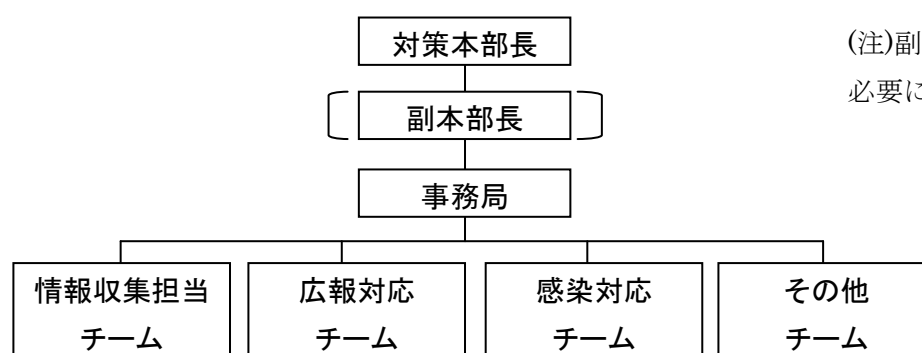 対策本部長
(注)副
必要に
副本部長
事務局
情報収集担当
チーム
広報対応
チーム
感染対応
チーム
その他
チーム